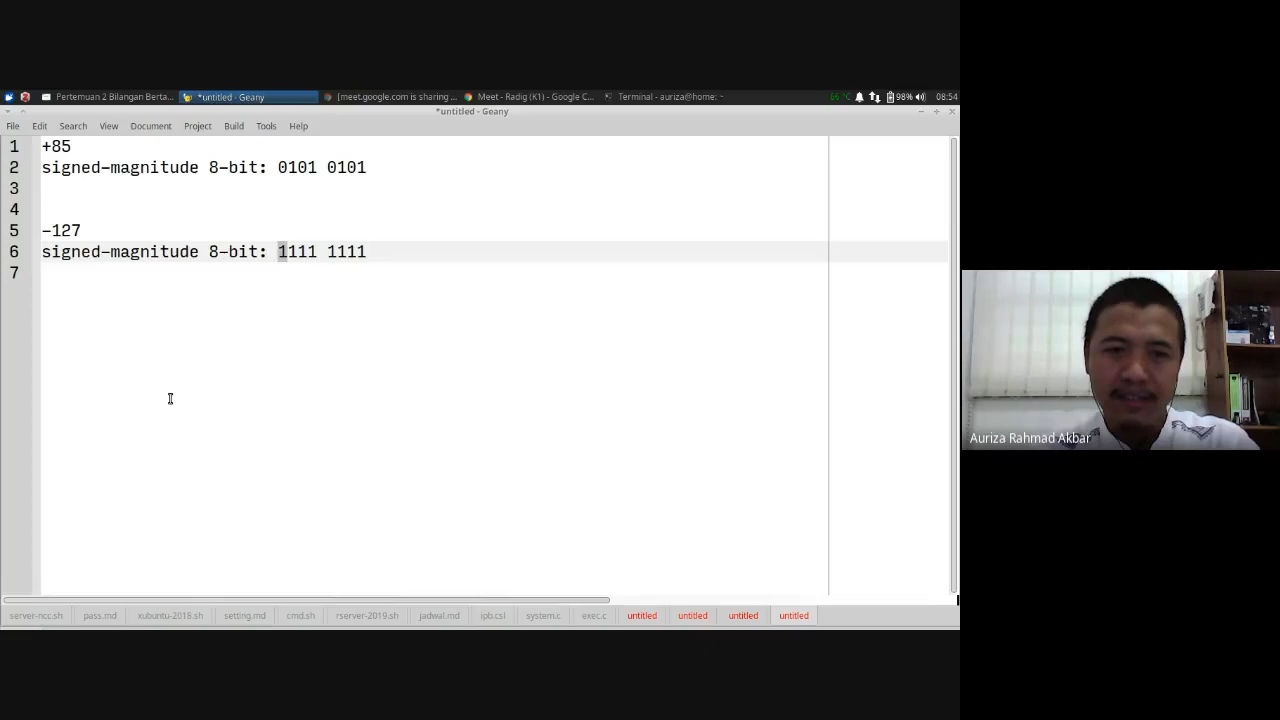 Pertemuan 2 Bilangan Berta...
*untitled - Geany
[meet.google.com is sharing ...
Meet - Radig (K1) - Google C...
Terminal - auriza@home: ~
66 °C
98%
08:54
*untitled - Geany
File Edit Search View Document Project Build Tools Help
1 +85
2 signed-magnitude 8-bit: 0101 0101
3
4
5 -127
6 signed-magnitude 8-bit: 1111 1111
7
server-ncc.sh pass.md xubuntu-2018.sh setting.md cmd.sh rserver-2019.sh jadwal.md ipb.csl system.c exec.c untitled untitled untitled untitled
Auriza Rahmad Akbar